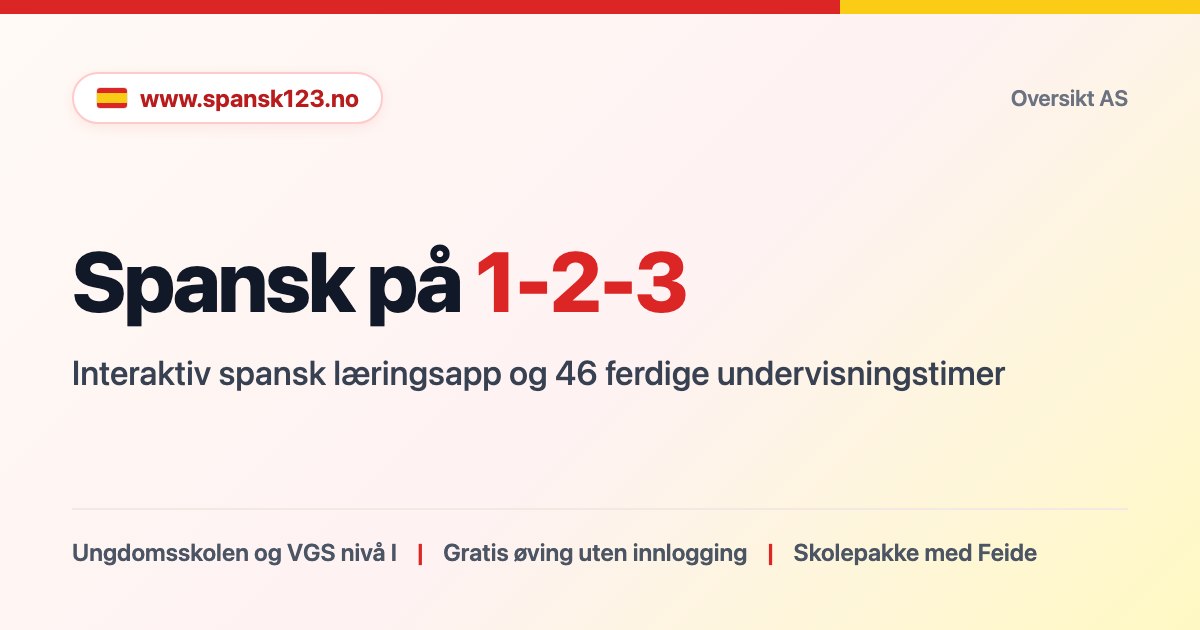 www.spansk123.no
Oversikt AS
Spansk på 1-2-3
Interaktiv spansk læringsapp og 46 ferdige undervisningstimer
Ungdomsskolen og VGS nivå I | Gratis øving uten innlogging | Skolepakke med Feide